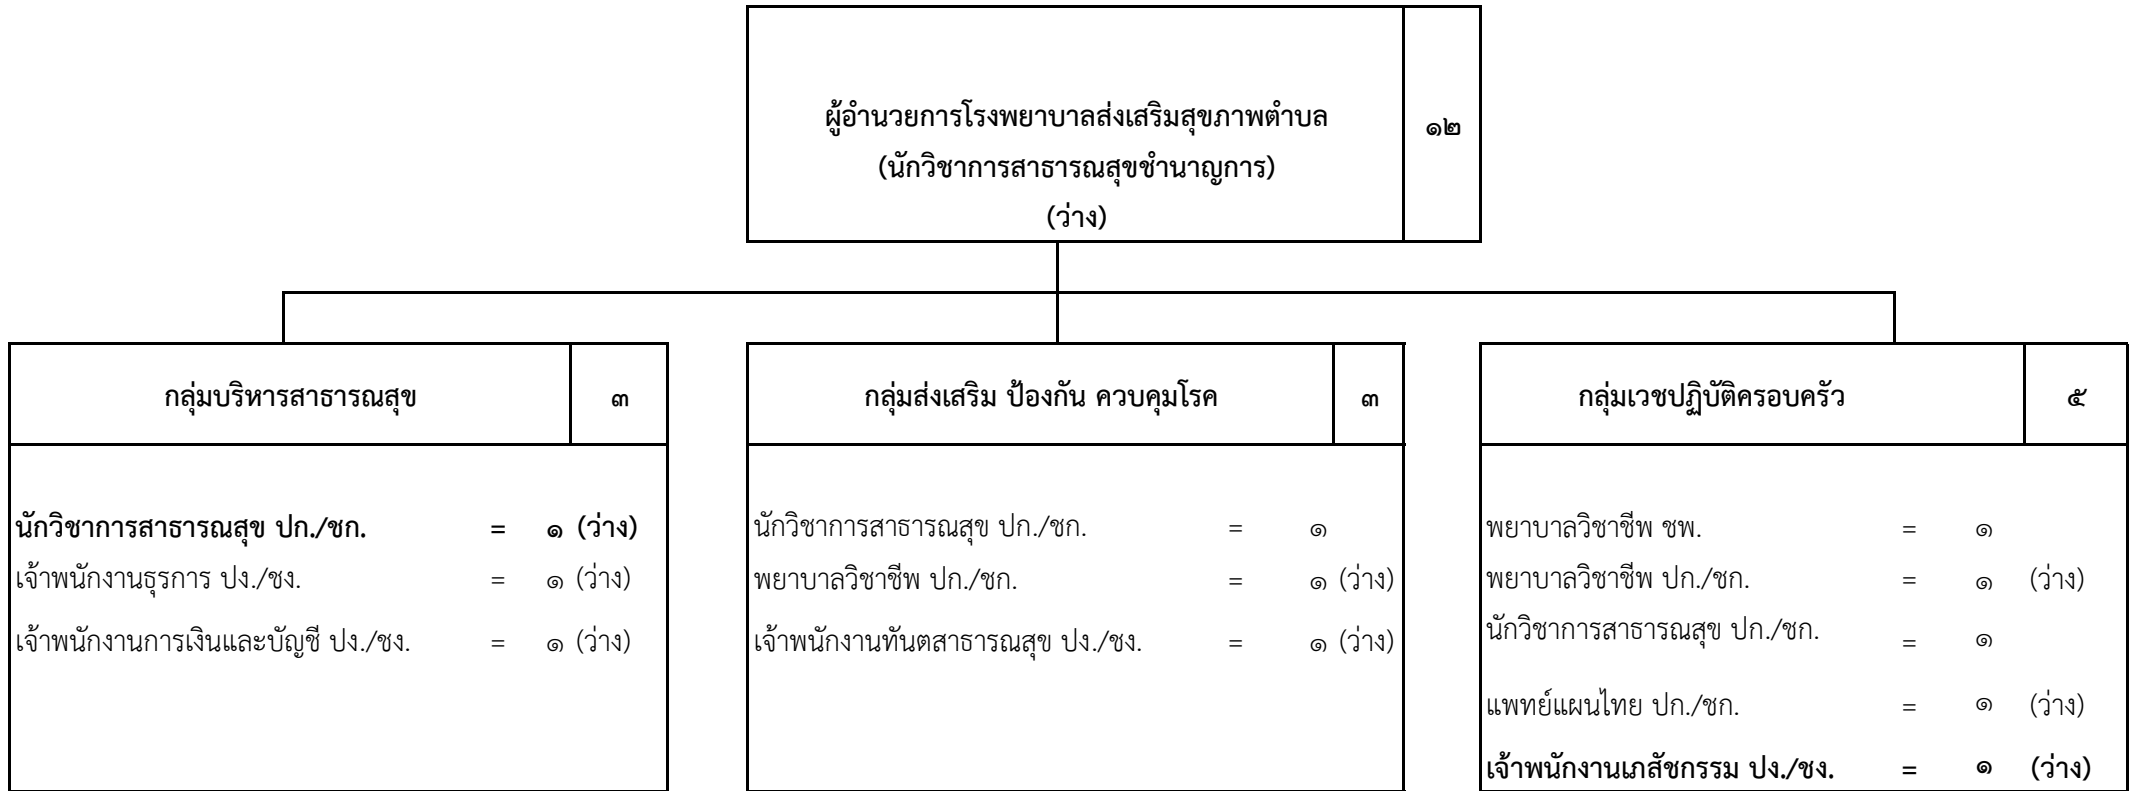 ผู้อำนวยการโรงพยาบาลส่งเสริมสุขภาพตำบล
(นักวิชาการสาธารณสุขชำนาญการ)
(ว่าง)
๑๒
กลุ่มบริหารสาธารณสุข ๓
นักวิชาการสาธารณสุข ปก./ชก. = ๑ (ว่าง)
เจ้าพนักงานธุรการ ปง./ชง. = ๑ (ว่าง)
เจ้าพนักงานการเงินและบัญชี ปง./ชง. = ๑ (ว่าง)
กลุ่มส่งเสริม ป้องกัน ควบคุมโรค ๓
นักวิชาการสาธารณสุข ปก./ชก. = ๑
พยาบาลวิชาชีพ ปก./ชก. = ๑ (ว่าง)
เจ้าพนักงานทันตสาธารณสุข ปง./ชง. = ๑ (ว่าง)
กลุ่มเวชปฏิบัติครอบครัว ๕
พยาบาลวิชาชีพ ชพ. = ๑
พยาบาลวิชาชีพ ปก./ชก. = ๑ (ว่าง)
นักวิชาการสาธารณสุข ปก./ชก. = ๑
แพทย์แผนไทย ปก./ชก. = ๑ (ว่าง)
เจ้าพนักงานเภสัชกรรม ปง./ชง. = ๑ (ว่าง)